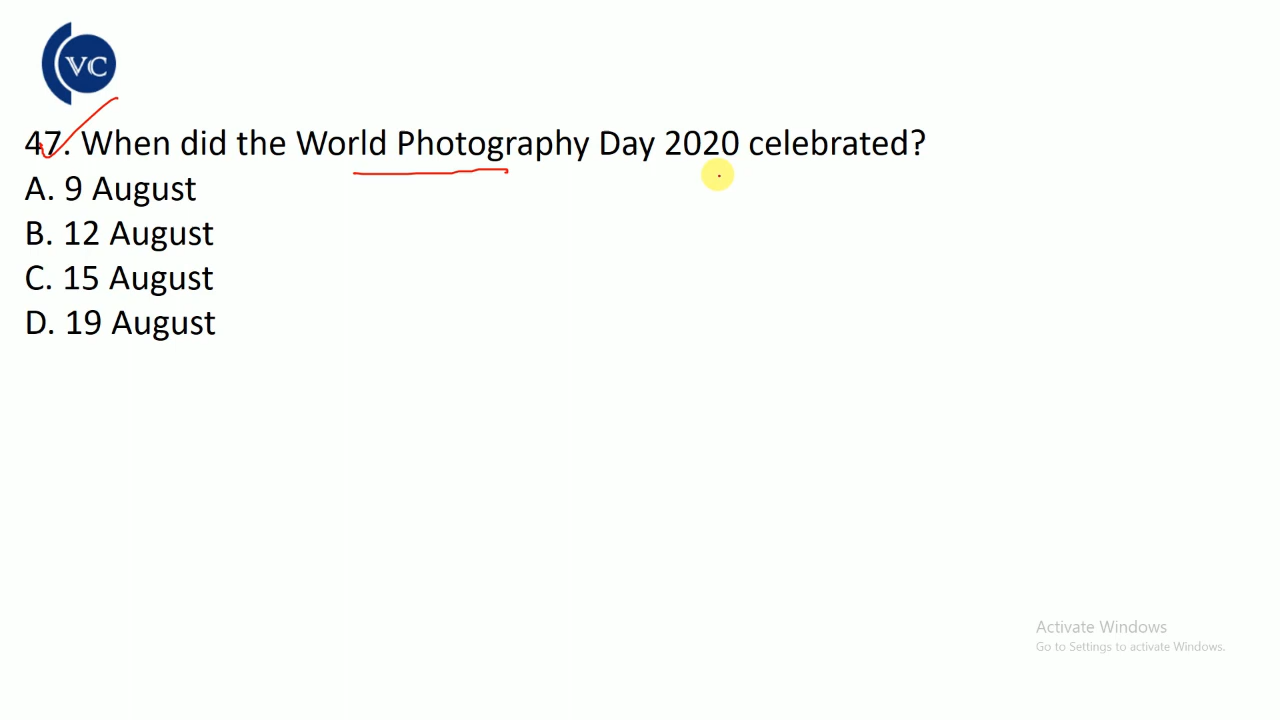 VC
47. When did the World Photography Day 2020 celebrated?
A. 9 August
B. 12 August
C. 15 August
D. 19 August
Activate Windows
Go to Settings to activate Windows.